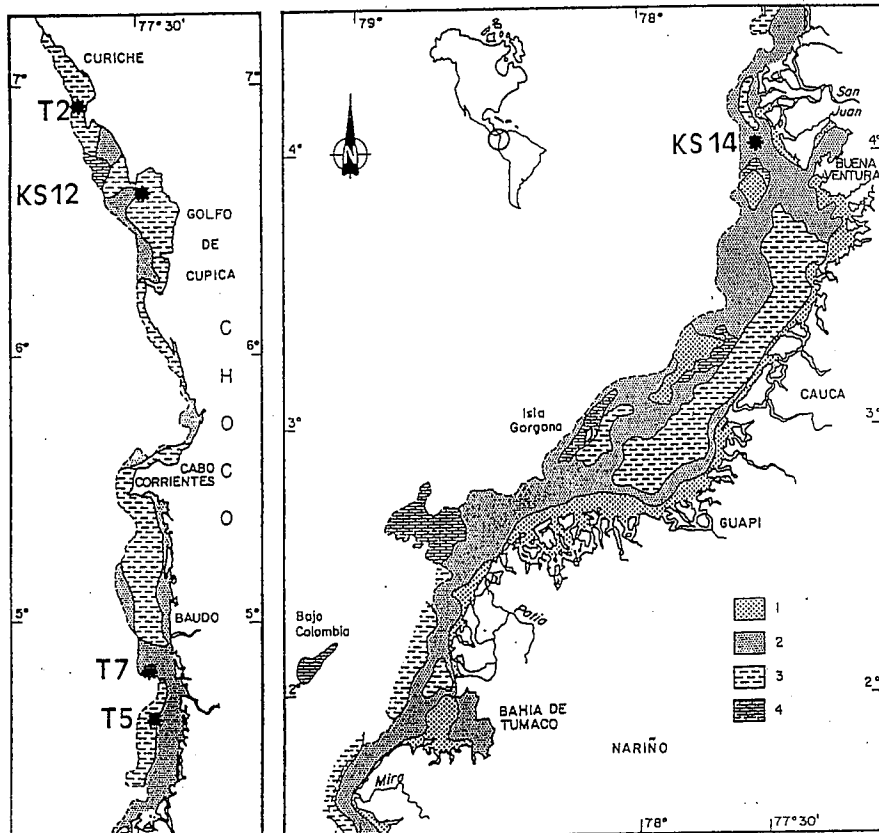 77°30'
CURICHE
7°
7°
T2
KS12
GOLFO
DE
CUPICA
C
H
O
C
O
6°
6°
CABO
CORRIENTES
5°
5°
BAUDO
T7
T5
79°
78°
N
San
Juan
KS14
4°
4°
BUENA
VENTURA
CAUCA
Isla
Gorgona
3°
3°
GUAPI
1
2
3
4
Patia
Bajo
Colombia
2°
2°
BAHIA DE
TUMACO
NARIÑO
Mira
78°
77°30'